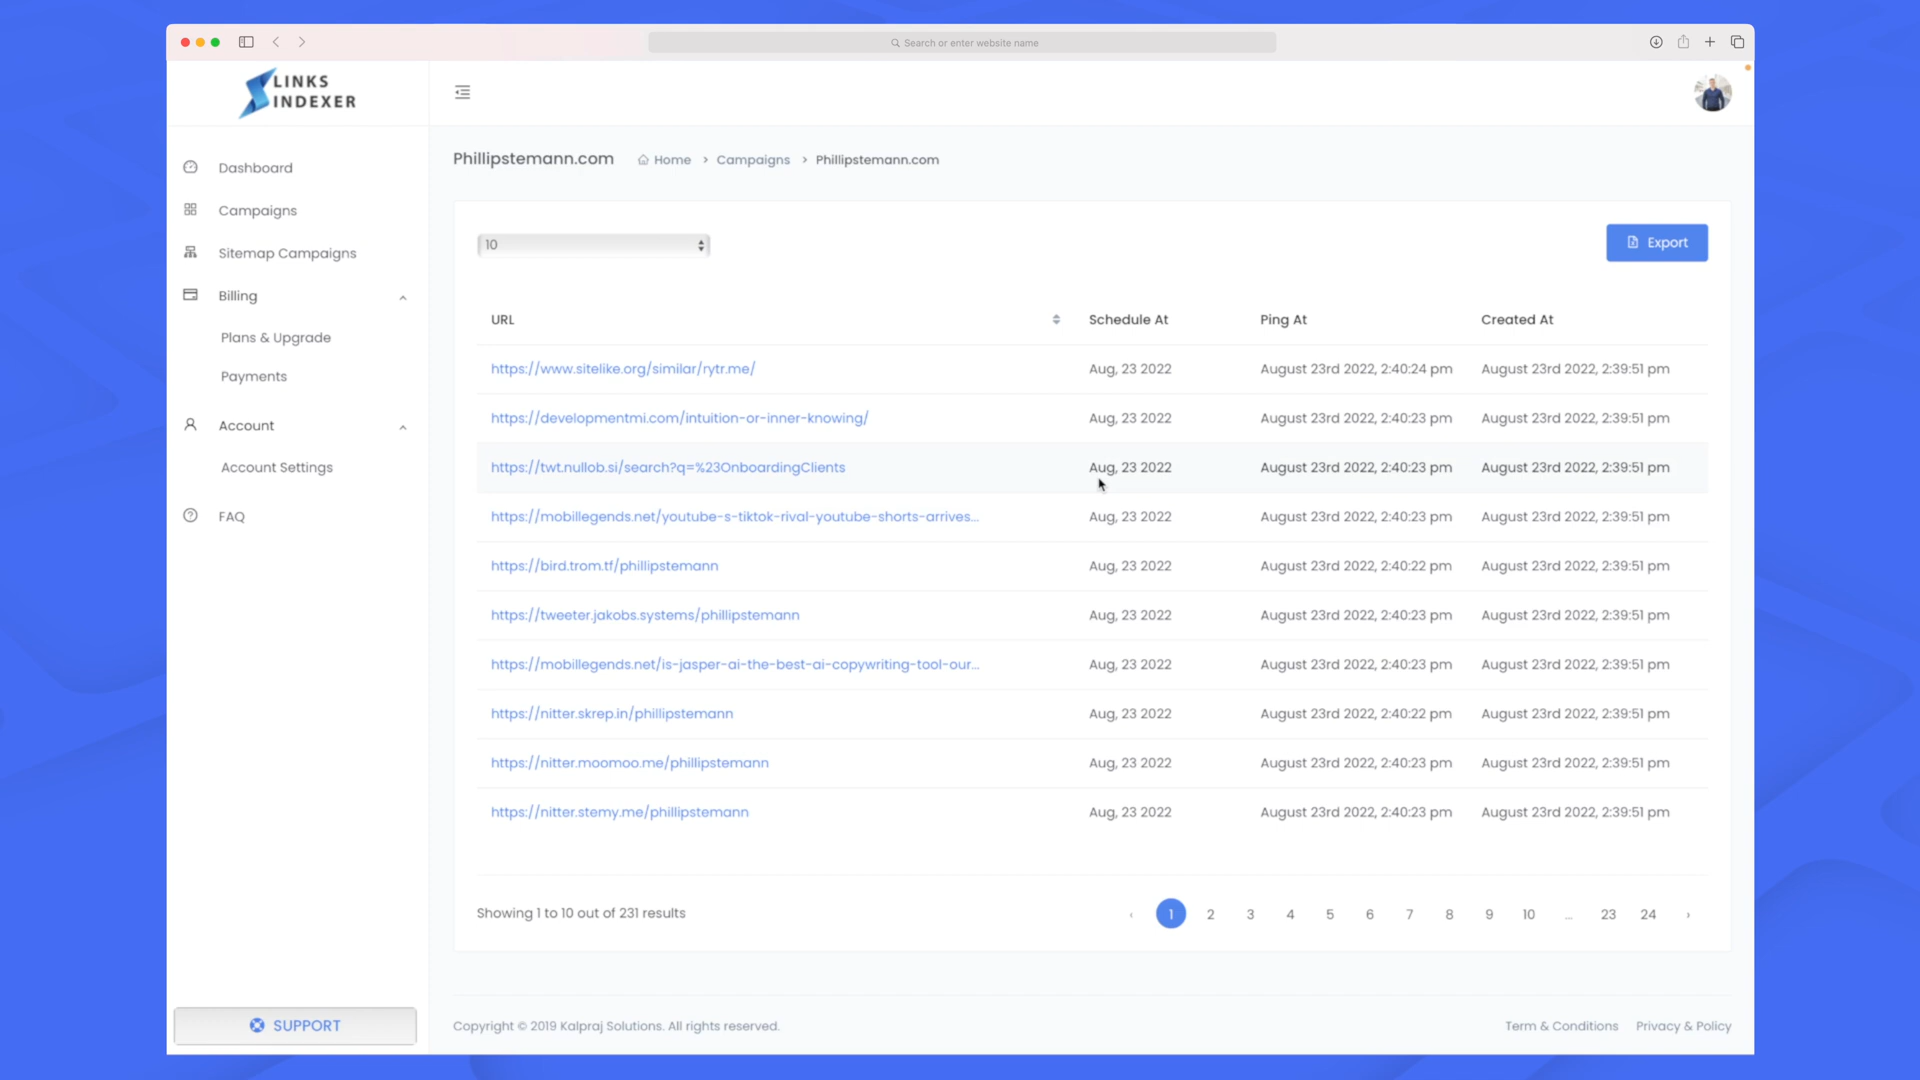 Search or enter website name
LINKS
INDEXER
Dashboard
Campaigns
Sitemap Campaigns
Billing
Plans & Upgrade
Payments
Account
Account Settings
FAQ
SUPPORT
Phillipstemann.com Home > Campaigns > Phillipstemann.com
10
Export
URL Schedule At Ping At Created At
https://www.sitelike.org/similar/rytr.me/ Aug, 23 2022 August 23rd 2022, 2:40:24 pm August 23rd 2022, 2:39:51 pm
https://developmentmi.com/intuition-or-inner-knowing/ Aug, 23 2022 August 23rd 2022, 2:40:23 pm August 23rd 2022, 2:39:51 pm
https://twt.nullob.si/search?q=%23OnboardingClients Aug, 23 2022 August 23rd 2022, 2:40:23 pm August 23rd 2022, 2:39:51 pm
https://mobillegends.net/youtube-s-tiktok-rival-youtube-shorts-arrives... Aug, 23 2022 August 23rd 2022, 2:40:23 pm August 23rd 2022, 2:39:51 pm
https://bird.trom.tf/phillipstemann Aug, 23 2022 August 23rd 2022, 2:40:22 pm August 23rd 2022, 2:39:51 pm
https://tweeter.jakobs.systems/phillipstemann Aug, 23 2022 August 23rd 2022, 2:40:23 pm August 23rd 2022, 2:39:51 pm
https://mobillegends.net/is-jasper-ai-the-best-ai-copywriting-tool-our... Aug, 23 2022 August 23rd 2022, 2:40:23 pm August 23rd 2022, 2:39:51 pm
https://nitter.skrep.in/phillipstemann Aug, 23 2022 August 23rd 2022, 2:40:22 pm August 23rd 2022, 2:39:51 pm
https://nitter.moomoo.me/phillipstemann Aug, 23 2022 August 23rd 2022, 2:40:23 pm August 23rd 2022, 2:39:51 pm
https://nitter.stemy.me/phillipstemann Aug, 23 2022 August 23rd 2022, 2:40:23 pm August 23rd 2022, 2:39:51 pm
Showing 1 to 10 out of 231 results ‹ 1 2 3 4 5 6 7 8 9 10 ... 23 24 ›
Copyright © 2019 Kalpraj Solutions. All rights reserved. Term & Conditions Privacy & Policy